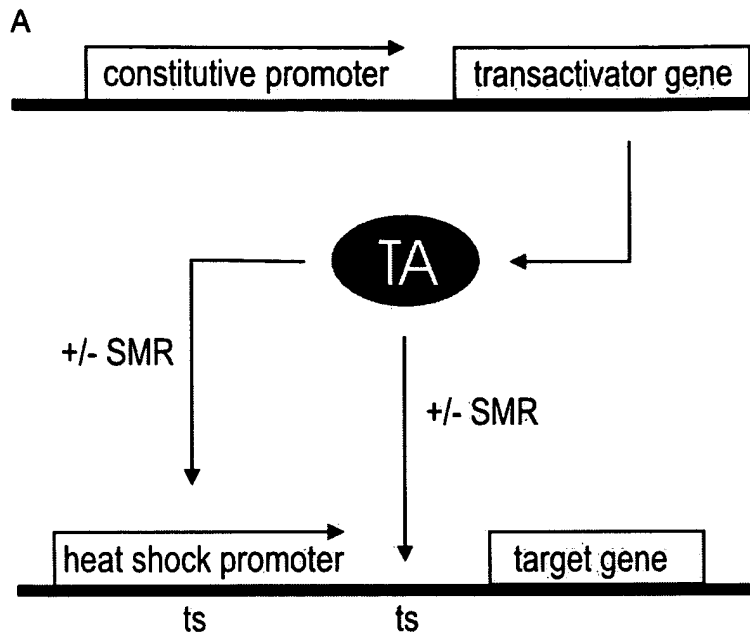 A
constitutive promoter
transactivator gene
TA
+/- SMR
+/- SMR
heat shock promoter
target gene
ts
ts